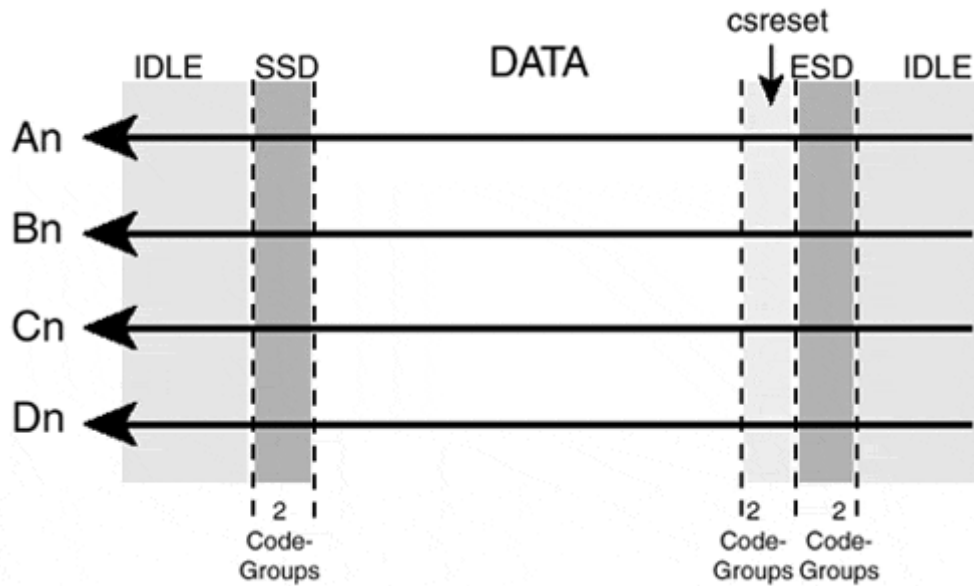 csreset
IDLE SSD DATA ESD IDLE
An
Bn
Cn
Dn
2 2 2
Code- Code- Code-
Groups Groups Groups